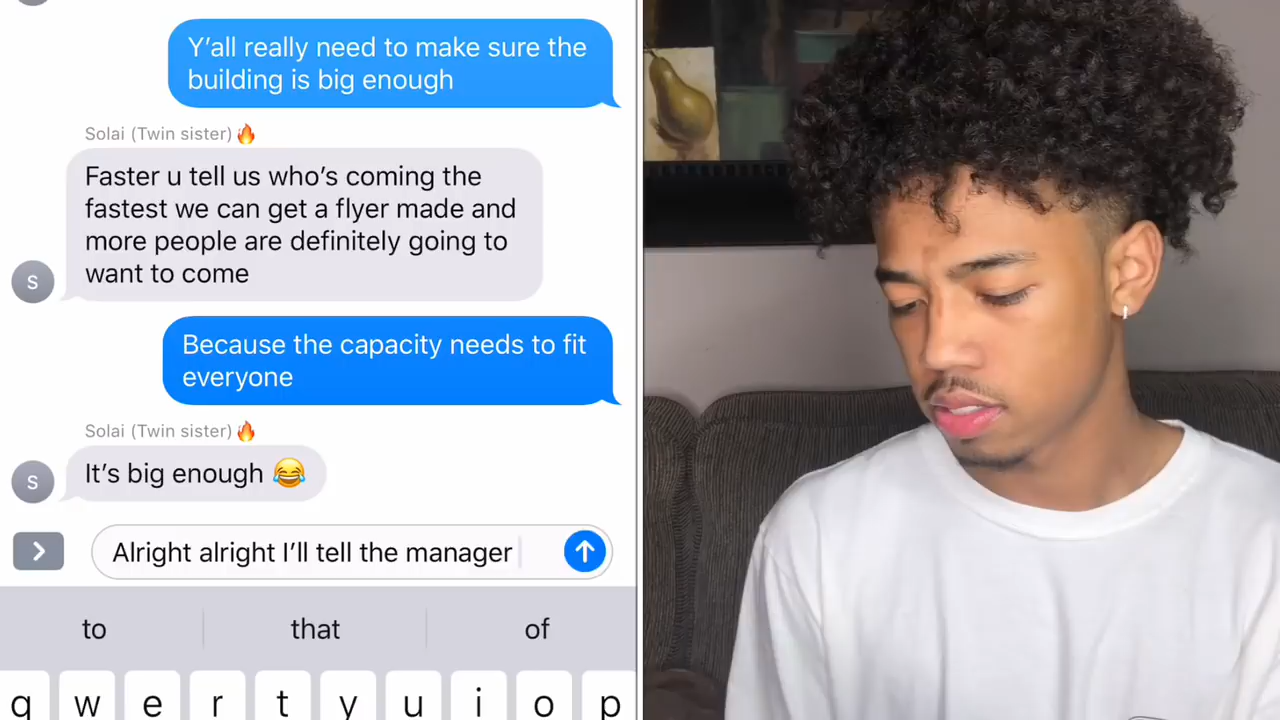 Y’all really need to make sure the
building is big enough
Solai (Twin sister)🔥
Faster u tell us who’s coming the
fastest we can get a flyer made and
more people are definitely going to
want to come
S
Because the capacity needs to fit
everyone
Solai (Twin sister)🔥
It’s big enough 😂
S
Alright alright I’ll tell the manager
to that of
q w e r t y u i o p